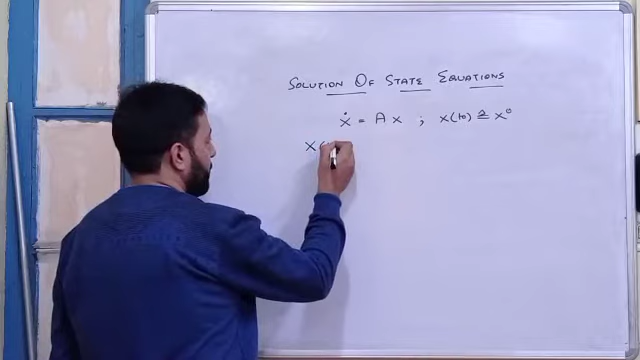 SOLUTION OF STATE EQUATIONS
ẋ = A x ; x(t0) ≅ x⁰
x(